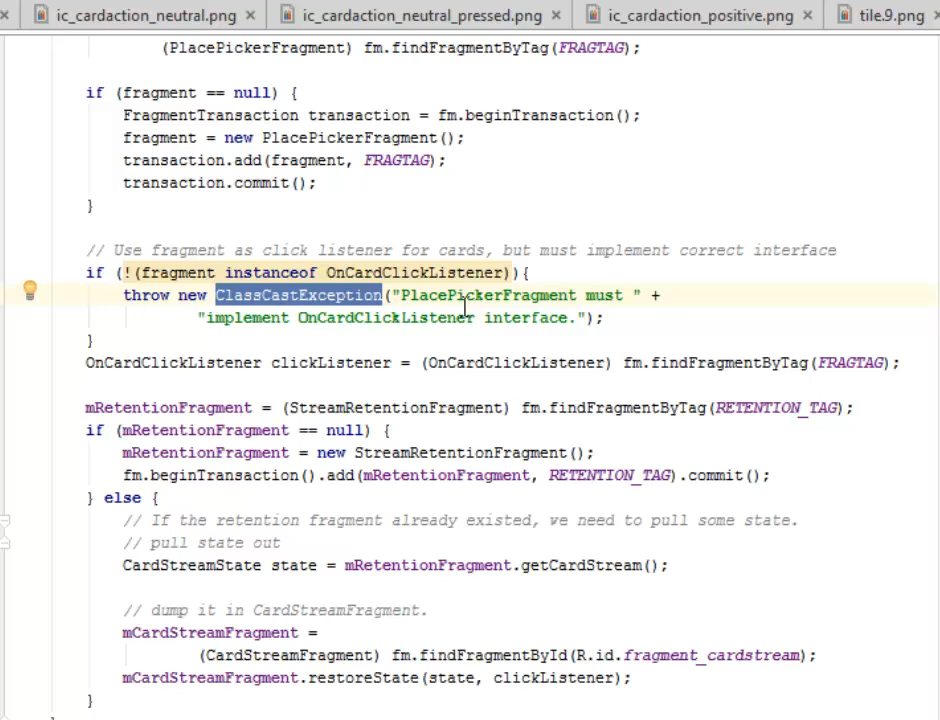 ic_cardaction_neutral.png ic_cardaction_neutral_pressed.png ic_cardaction_positive.png tile.9.png
(PlacePickerFragment) fm.findFragmentByTag(FRAGTAG);
if (fragment == null) {
FragmentTransaction transaction = fm.beginTransaction();
fragment = new PlacePickerFragment();
transaction.add(fragment, FRAGTAG);
transaction.commit();
}
// Use fragment as click listener for cards, but must implement correct interface
if (!(fragment instanceof OnCardClickListener)){
throw new ClassCastException("PlacePickerFragment must " +
"implement OnCardClickListener interface.");
}
OnCardClickListener clickListener = (OnCardClickListener) fm.findFragmentByTag(FRAGTAG);
mRetentionFragment = (StreamRetentionFragment) fm.findFragmentByTag(RETENTION_TAG);
if (mRetentionFragment == null) {
mRetentionFragment = new StreamRetentionFragment();
fm.beginTransaction().add(mRetentionFragment, RETENTION_TAG).commit();
} else {
// If the retention fragment already existed, we need to pull some state.
// pull state out
CardStreamState state = mRetentionFragment.getCardStream();
// dump it in CardStreamFragment.
mCardStreamFragment =
(CardStreamFragment) fm.findFragmentById(R.id.fragment_cardstream);
mCardStreamFragment.restoreState(state, clickListener);
}